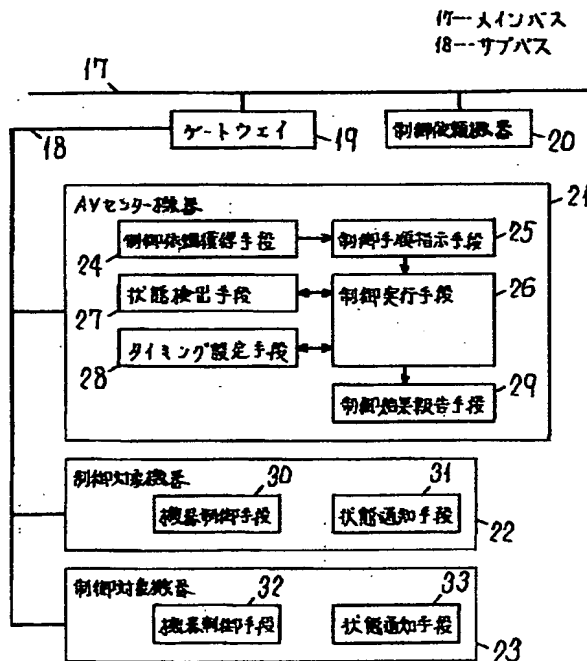 17---メインバス
18---サブバス
17
18
ゲートウェイ
19
制御依頼機器
20
21
AVセンター機器
制御依頼獲得手段
24
制御手順指示手段
25
状態検出手段
27
制御実行手段
26
タイミング設定手段
28
制御結果報告手段
29
制御対象機器
30
機器制御手段
31
状態通知手段
22
制御対象機器
32
機器制御手段
33
状態通知手段
23